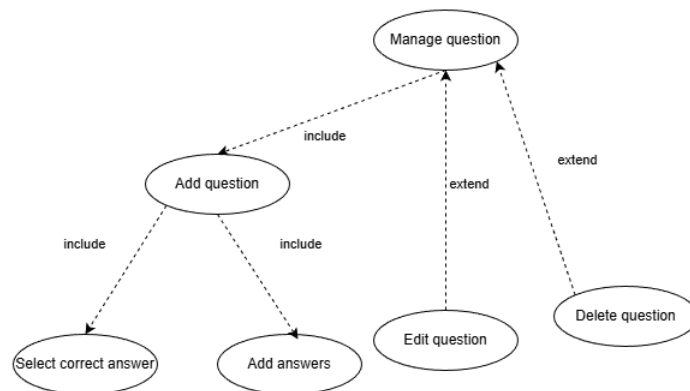 Manage question
include
Add question
extend
extend
include
include
Select correct answer
Add answers
Edit question
Delete question